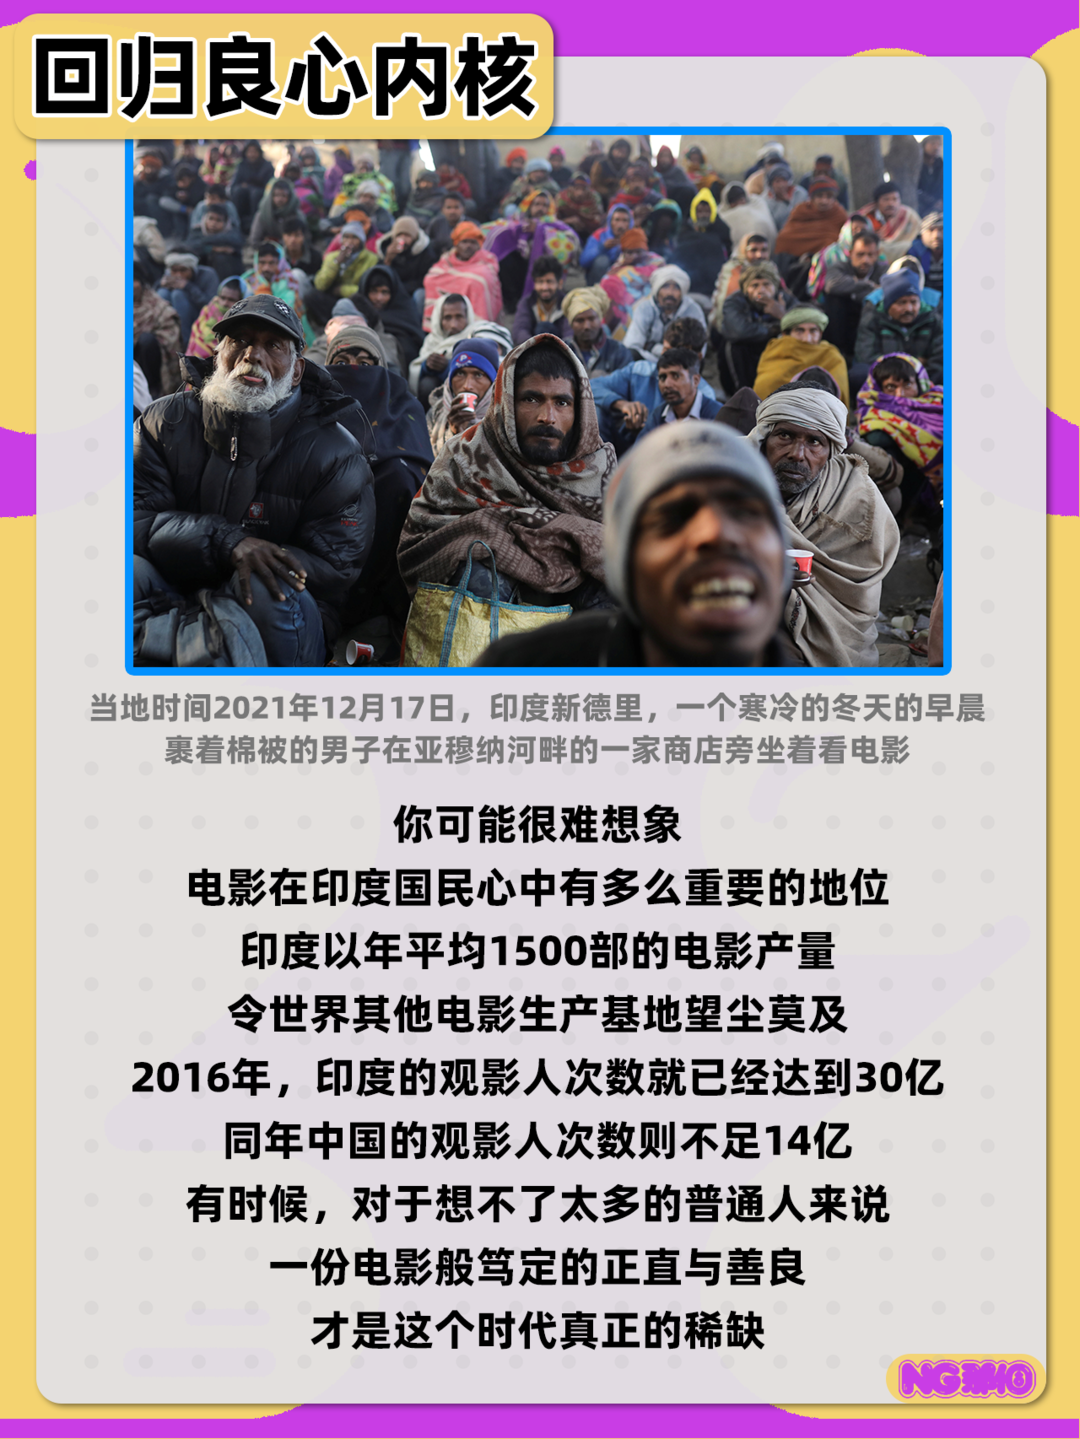 回归良心内核
当地时间2021年12月17日，印度新德里，一个寒冷的冬天的早晨
裹着棉被的男子在亚穆纳河畔的一家商店旁坐着看电影
你可能很难想象
电影在印度国民心中有多么重要的地位
印度以年平均1500部的电影产量
令世界其他电影生产基地望尘莫及
2016年，印度的观影人次数就已经达到30亿
同年中国的观影人次数则不足14亿
有时候，对于想不了太多的普通人来说
一份电影般笃定的正直与善良
才是这个时代真正的稀缺